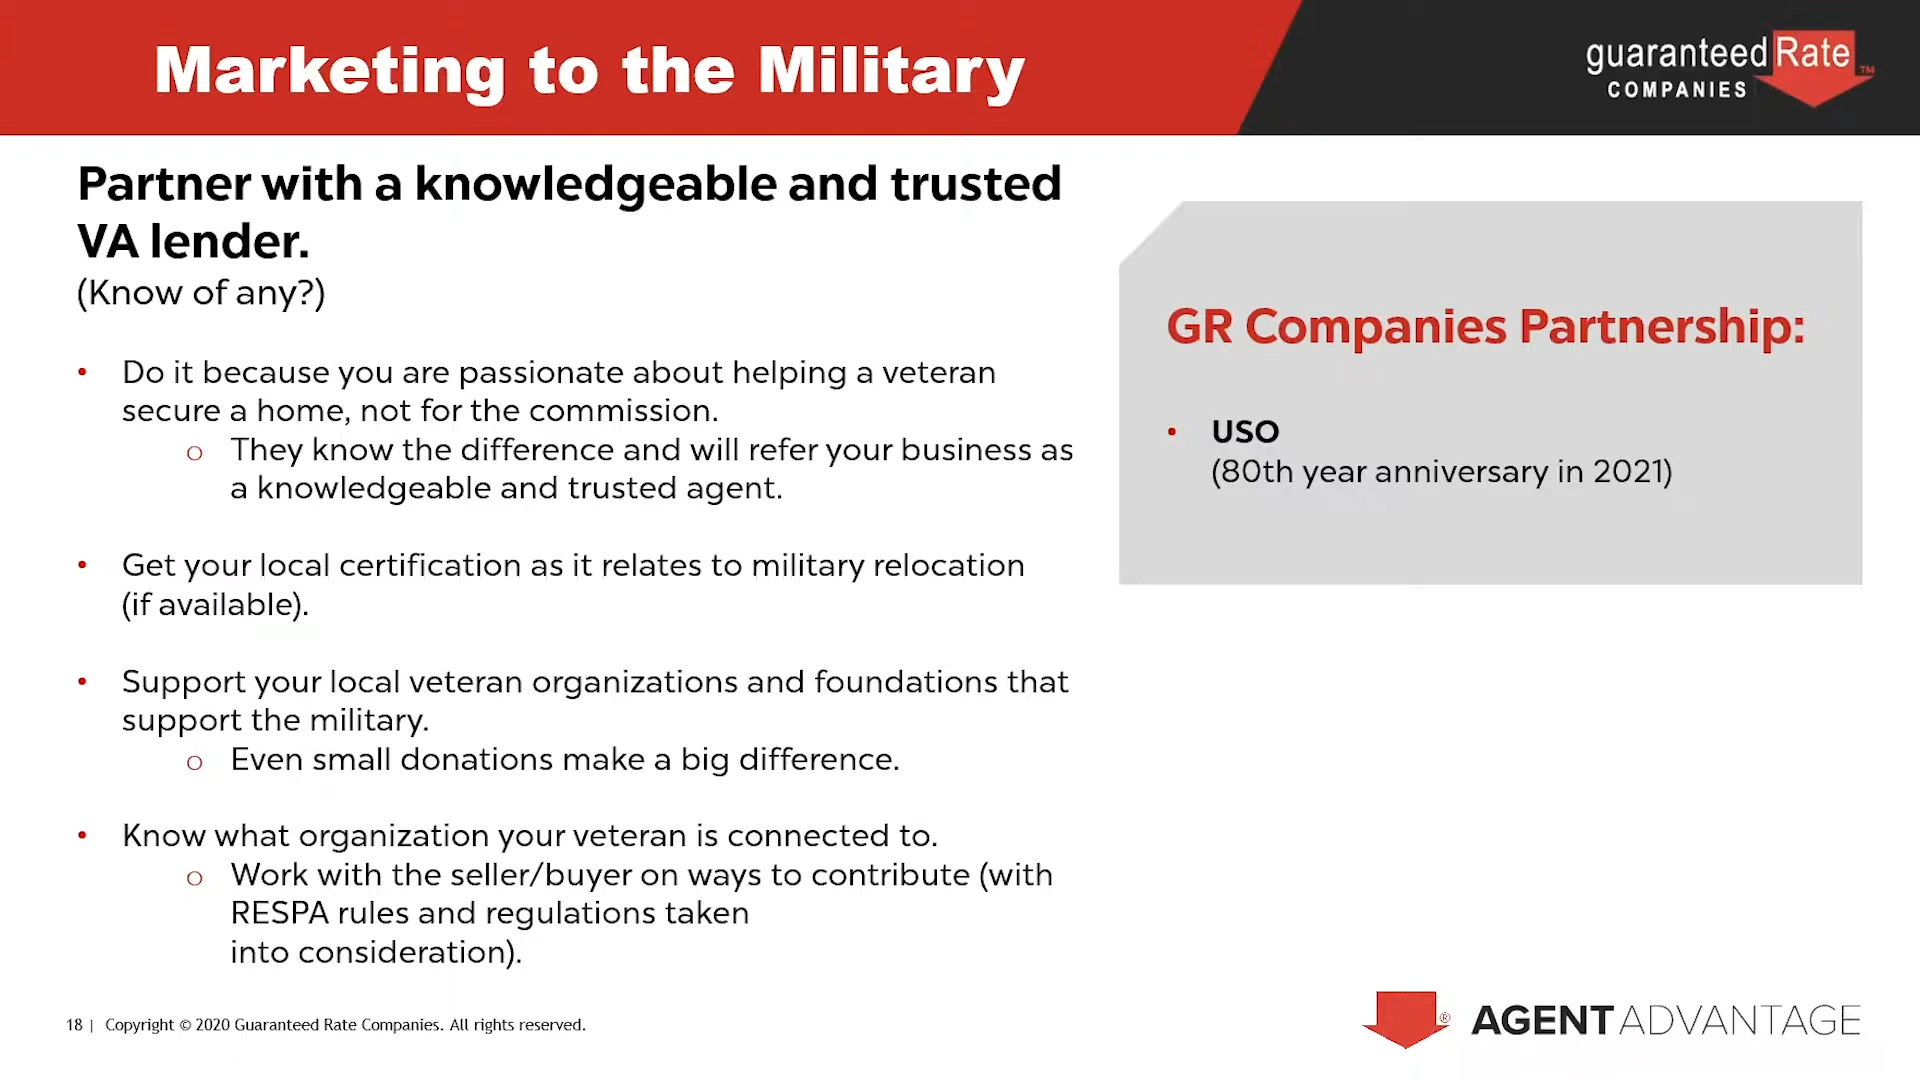 Marketing to the Military
guaranteed Rate ™
COMPANIES
Partner with a knowledgeable and trusted
VA lender.
(Know of any?)
• Do it because you are passionate about helping a veteran
secure a home, not for the commission.
o They know the difference and will refer your business as
a knowledgeable and trusted agent.
• Get your local certification as it relates to military relocation
(if available).
• Support your local veteran organizations and foundations that
support the military.
o Even small donations make a big difference.
• Know what organization your veteran is connected to.
o Work with the seller/buyer on ways to contribute (with
RESPA rules and regulations taken
into consideration).
GR Companies Partnership:
• USO
(80th year anniversary in 2021)
18 | Copyright © 2020 Guaranteed Rate Companies. All rights reserved.
® AGENT ADVANTAGE